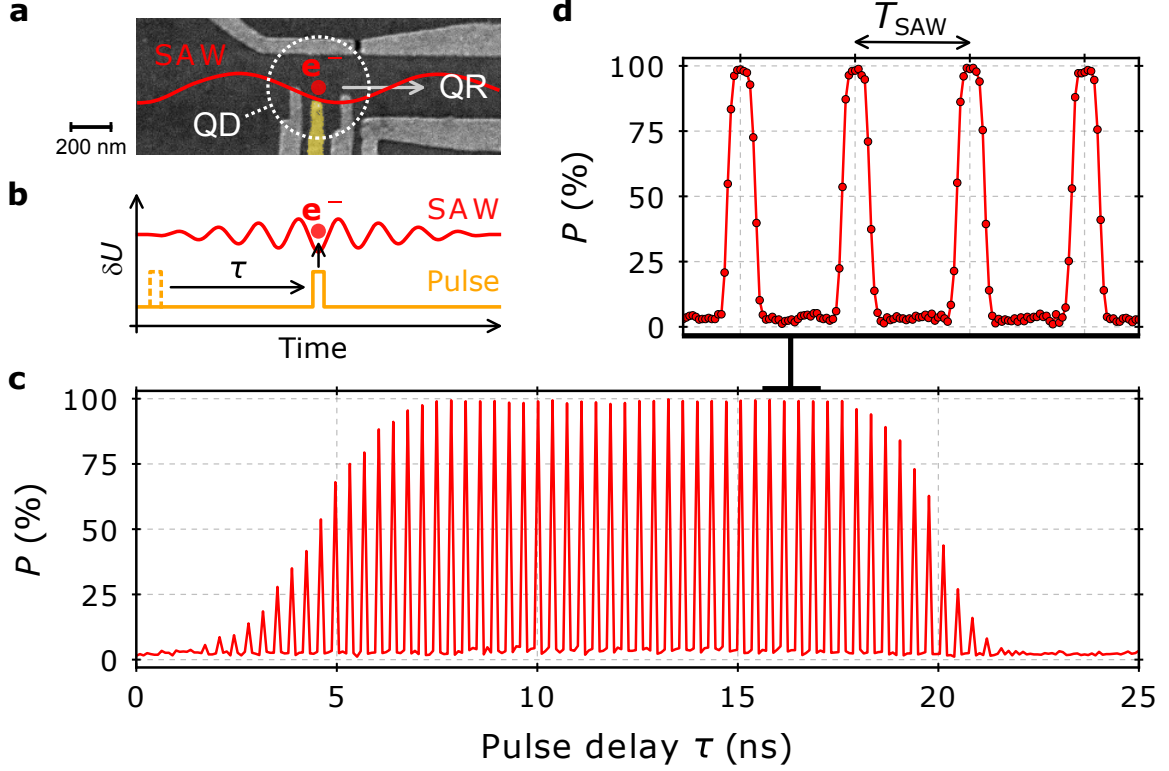 a
SAW
e⁻
QR
QD
200 nm
b
δU
e⁻
SAW
τ
Pulse
Time
c
P (%)
100
75
50
25
0
0
5
10
15
20
25
Pulse delay τ (ns)
d
T_SAW
P (%)
100
75
50
25
0